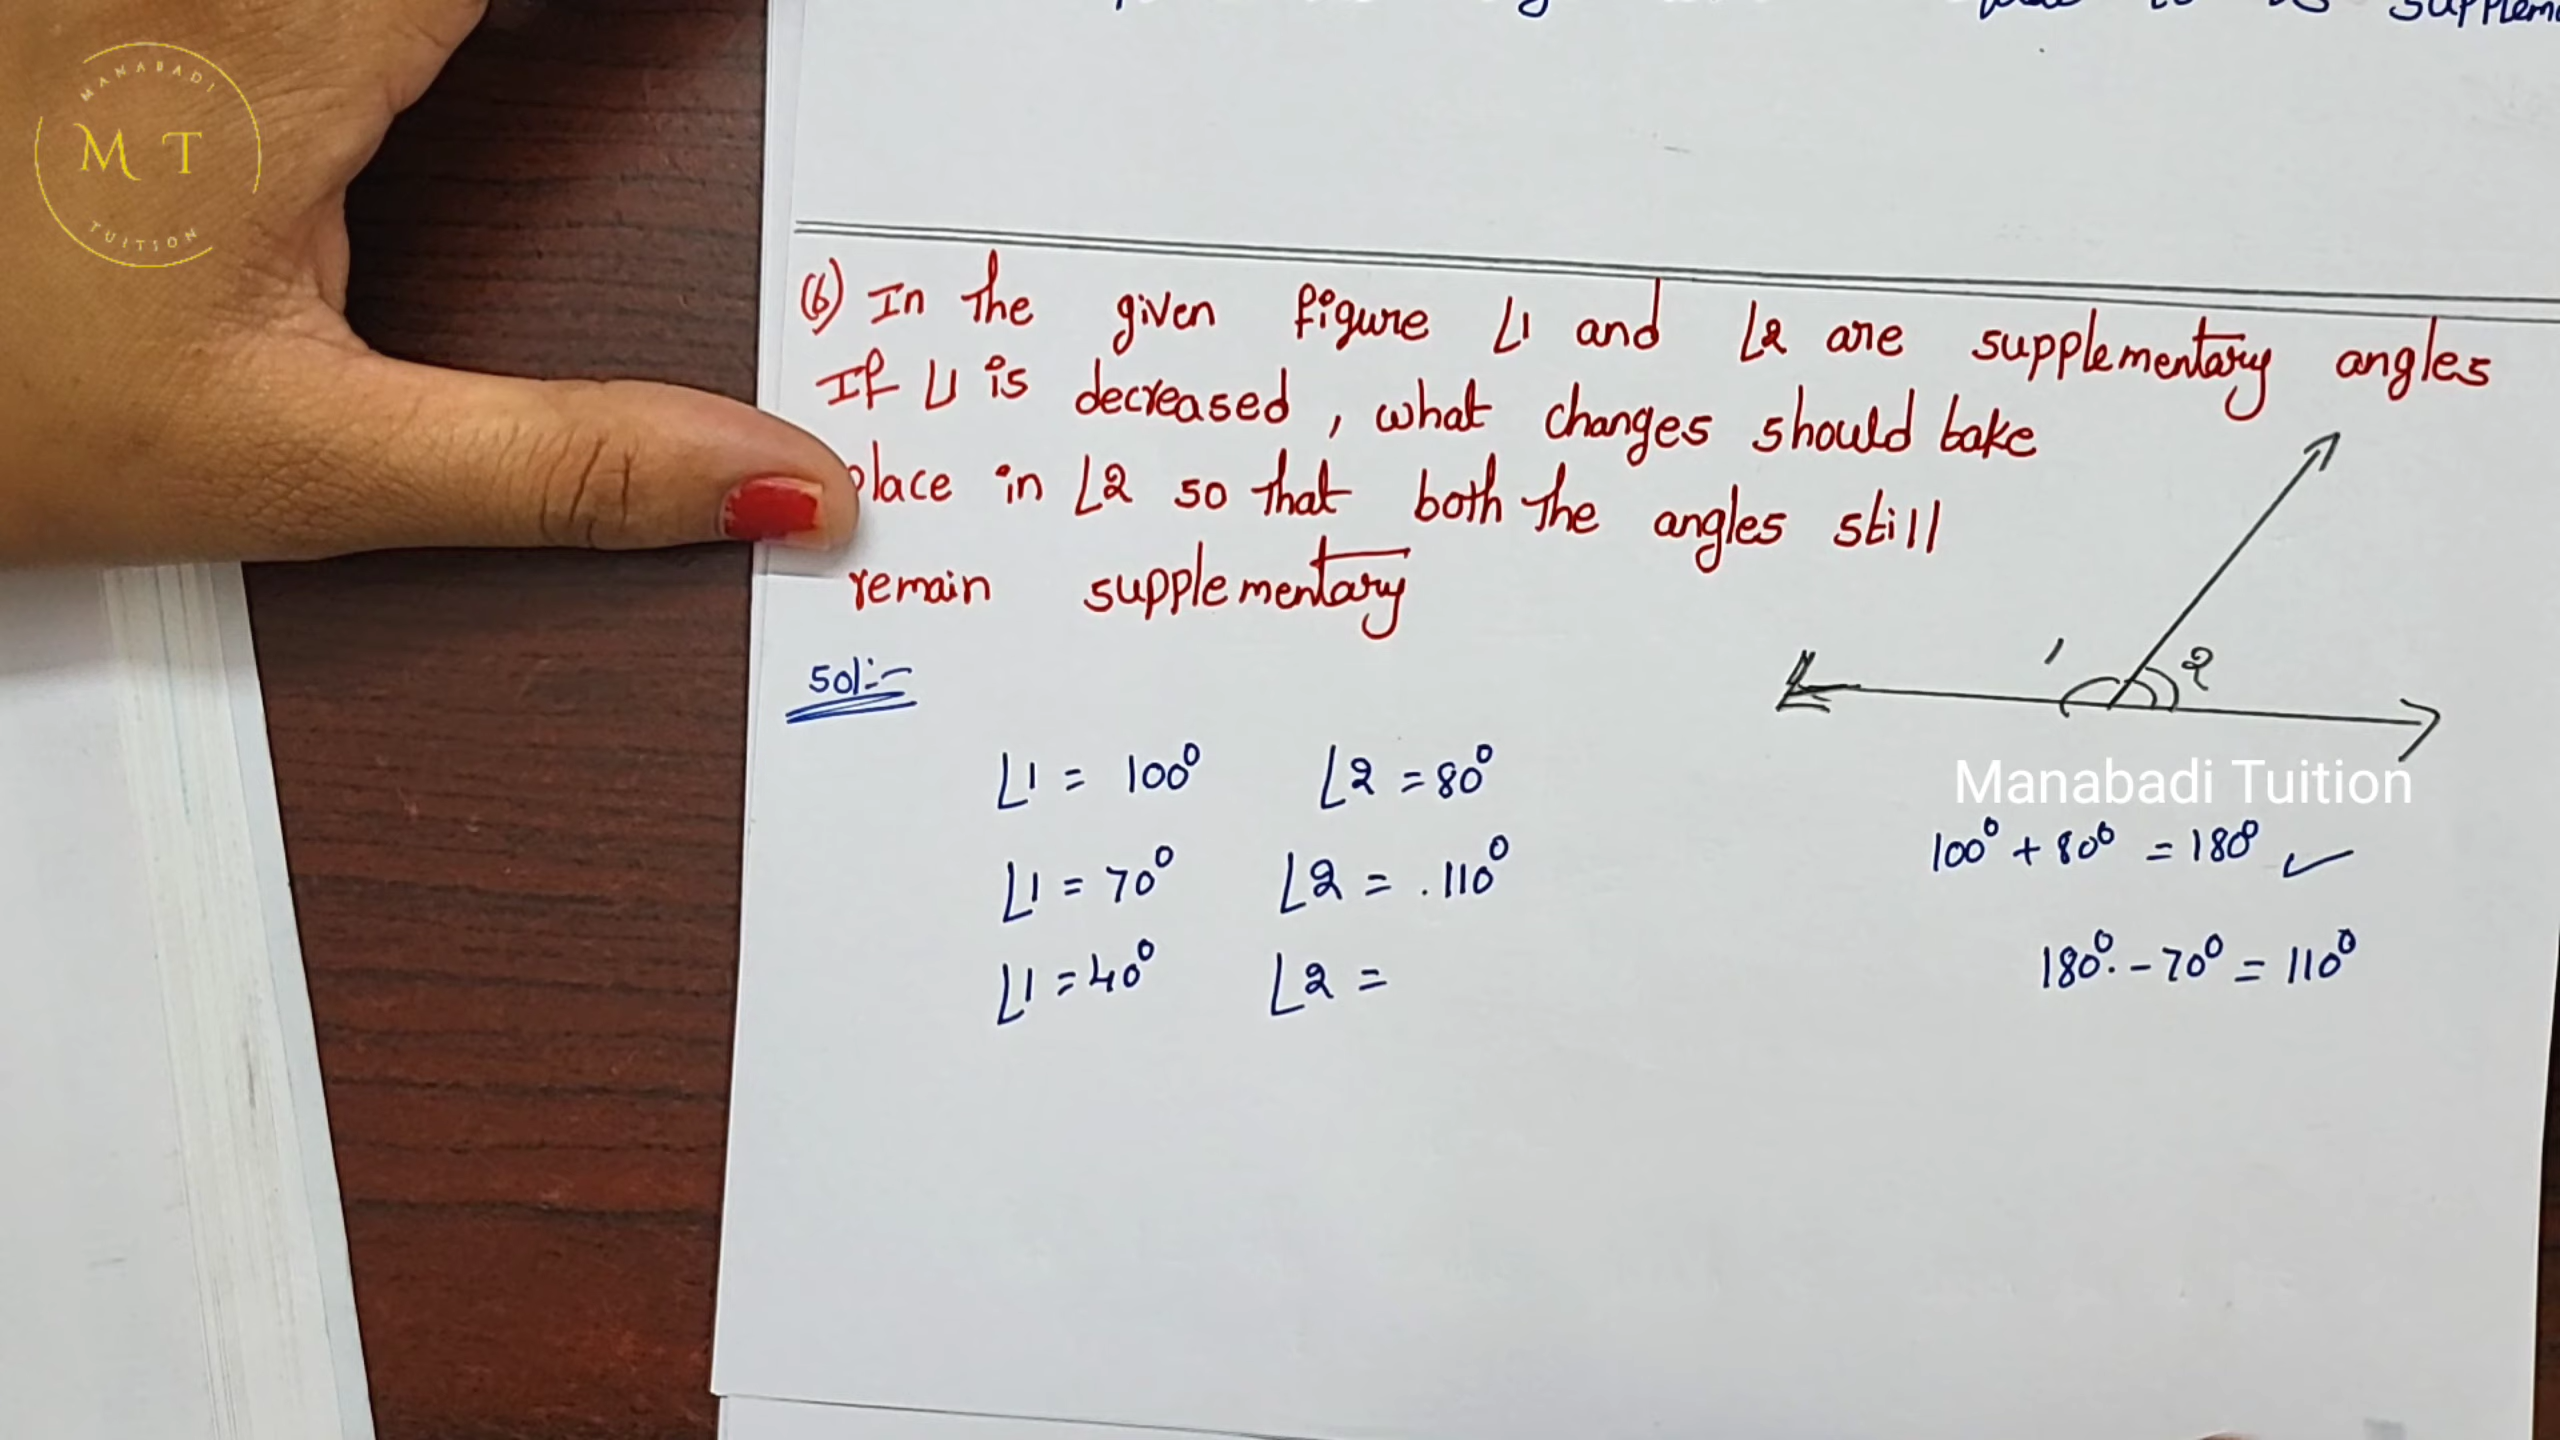 MANABADI
M T
TUITION
supplem
(6) In the given figure ∠1 and ∠2 are supplementary angles
If ∠1 is decreased, what changes should take
place in ∠2 so that both the angles still
remain supplementary
Sol:-
1 2
∠1 = 100° ∠2 = 80°
Manabadi Tuition
100° + 80° = 180° ✓
∠1 = 70° ∠2 = .110°
180°. - 70° = 110°
∠1 = 40° ∠2 =